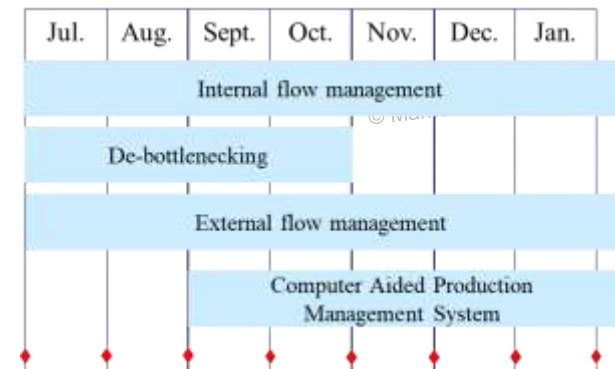 Jul. Aug. Sept. Oct. Nov. Dec. Jan.
Internal flow management
De-bottlenecking
External flow management
Computer Aided Production
Management System